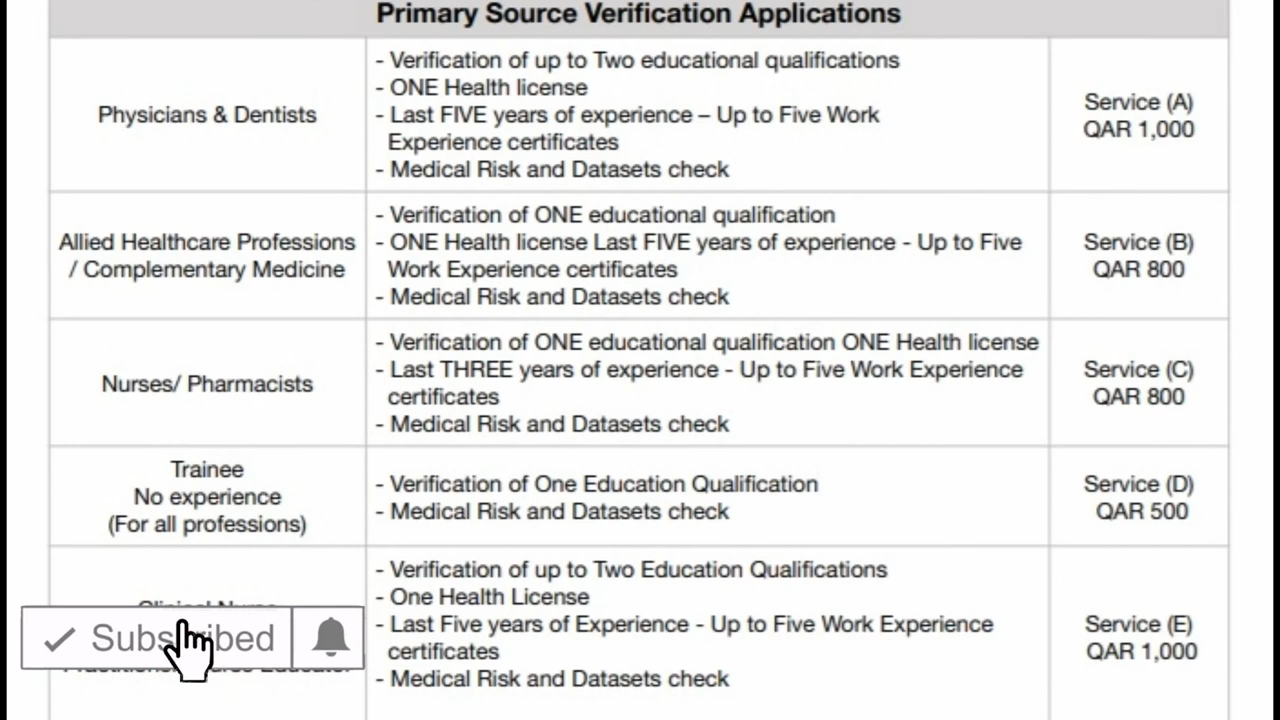 Primary Source Verification Applications
Physicians & Dentists
- Verification of up to Two educational qualifications
- ONE Health license
- Last FIVE years of experience – Up to Five Work
Experience certificates
- Medical Risk and Datasets check
Service (A)
QAR 1,000
Allied Healthcare Professions
/ Complementary Medicine
- Verification of ONE educational qualification
- ONE Health license Last FIVE years of experience - Up to Five
Work Experience certificates
- Medical Risk and Datasets check
Service (B)
QAR 800
Nurses/ Pharmacists
- Verification of ONE educational qualification ONE Health license
- Last THREE years of experience - Up to Five Work Experience
certificates
- Medical Risk and Datasets check
Service (C)
QAR 800
Trainee
No experience
(For all professions)
- Verification of One Education Qualification
- Medical Risk and Datasets check
Service (D)
QAR 500
Clinical Nurse
Subscribed
- Verification of up to Two Education Qualifications
- One Health License
- Last Five years of Experience - Up to Five Work Experience
certificates
- Medical Risk and Datasets check
Service (E)
QAR 1,000